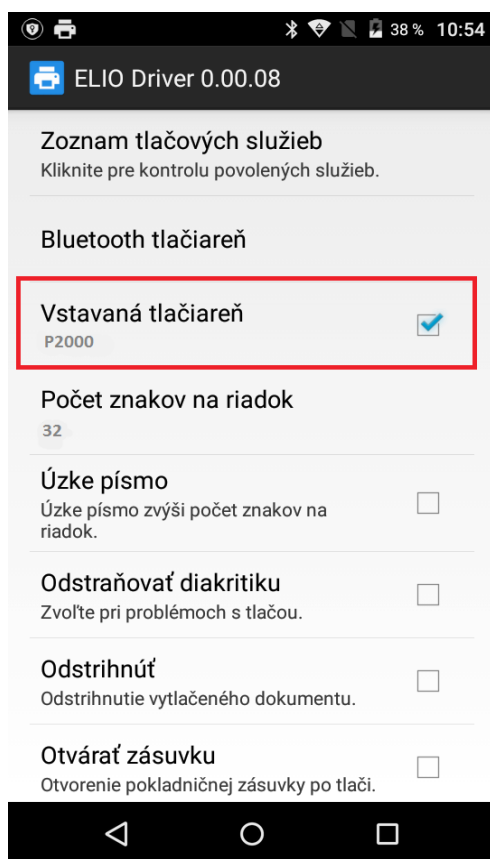 38 % 10:54
ELIO Driver 0.00.08
Zoznam tlačových služieb
Kliknite pre kontrolu povolených služieb.
Bluetooth tlačiareň
Vstavaná tlačiareň
P2000
Počet znakov na riadok
32
Úzke písmo
Úzke písmo zvýši počet znakov na
riadok.
Odstraňovať diakritiku
Zvoľte pri problémoch s tlačou.
Odstrihnúť
Odstrihnutie vytlačeného dokumentu.
Otvárať zásuvku
Otvorenie pokladničnej zásuvky po tlači.